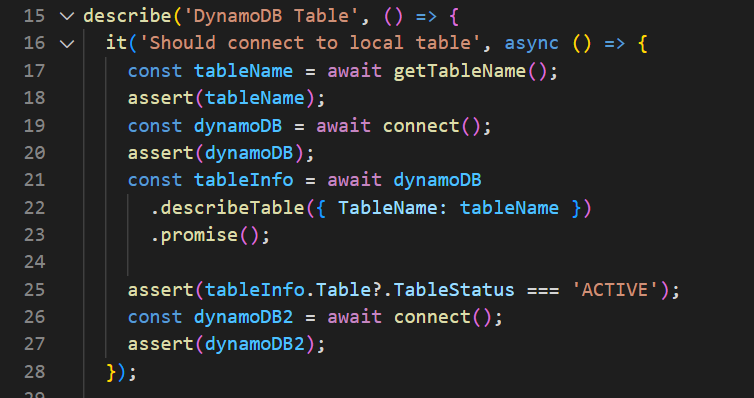 15 describe('DynamoDB Table', () => {
16 it('Should connect to local table', async () => {
17 const tableName = await getTableName();
18 assert(tableName);
19 const dynamoDB = await connect();
20 assert(dynamoDB);
21 const tableInfo = await dynamoDB
22 .describeTable({ TableName: tableName })
23 .promise();
24
25 assert(tableInfo.Table?.TableStatus === 'ACTIVE');
26 const dynamoDB2 = await connect();
27 assert(dynamoDB2);
28 });